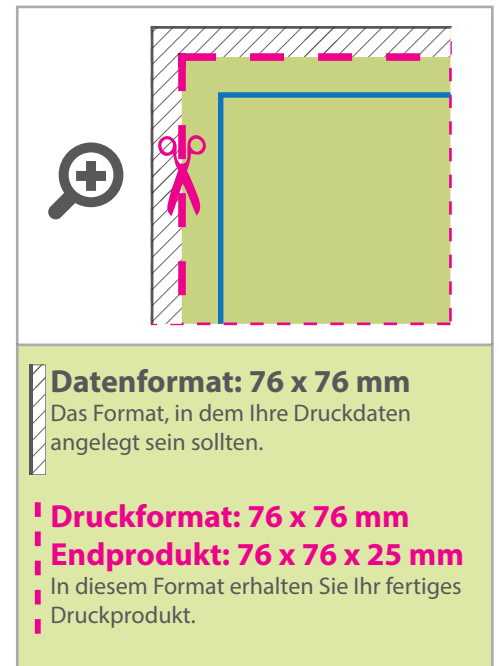 Datenformat: 76 x 76 mm
Das Format, in dem Ihre Druckdaten
angelegt sein sollten.
Druckformat: 76 x 76 mm
Endprodukt: 76 x 76 x 25 mm
In diesem Format erhalten Sie Ihr fertiges
Druckprodukt.